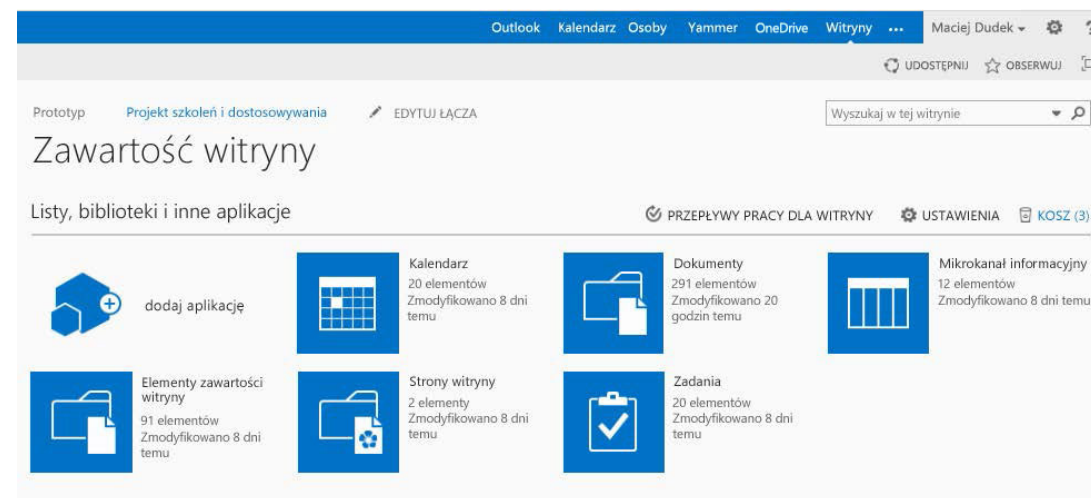 Outlook Kalendarz Osoby Yammer OneDrive Witryny ••• Maciej Dudek ?
UDOSTĘPNIJ OBSERWUJ
Prototyp Projekt szkoleń i dostosowywania EDYTUJ ŁĄCZA
Wyszukaj w tej witrynie
Zawartość witryny
Listy, biblioteki i inne aplikacje
PRZEPŁYWY PRACY DLA WITRYNY USTAWIENIA KOSZ (3)
dodaj aplikację
Kalendarz
20 elementów
Zmodyfikowano 8 dni
temu
Dokumenty
291 elementów
Zmodyfikowano 20
godzin temu
Mikrokanał informacyjny
12 elementów
Zmodyfikowano 8 dni temu
Elementy zawartości
witryny
91 elementów
Zmodyfikowano 8 dni
temu
Strony witryny
2 elementy
Zmodyfikowano 8 dni
temu
Zadania
20 elementów
Zmodyfikowano 8 dni
temu